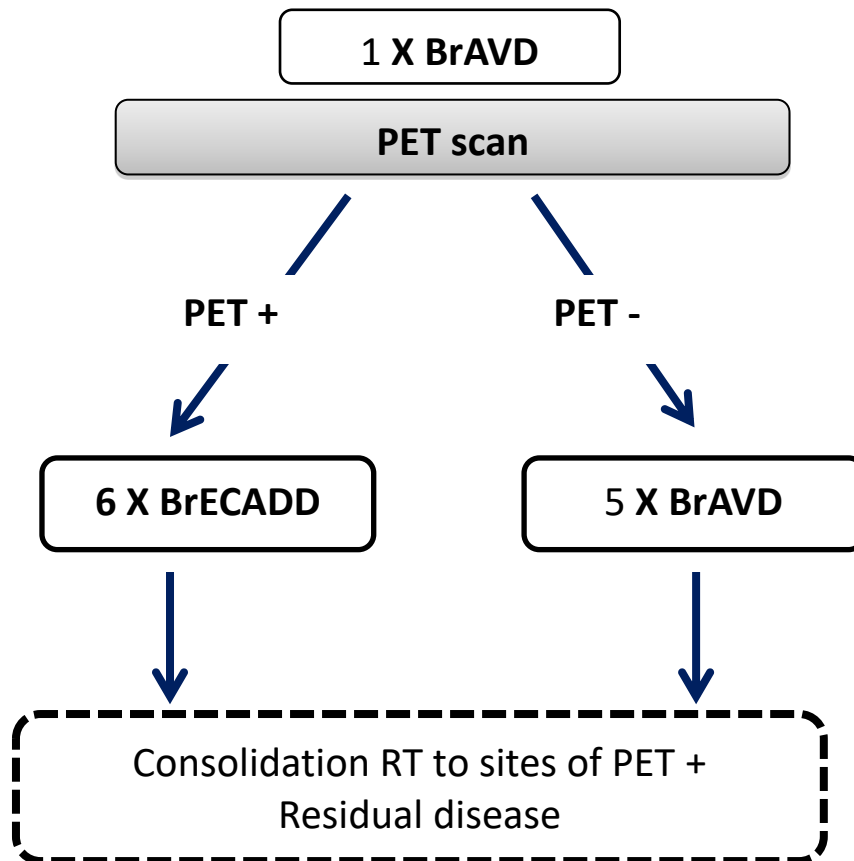 1 X BrAVD
PET scan
PET +
PET -
6 X BrECADD
5 X BrAVD
Consolidation RT to sites of PET +
Residual disease